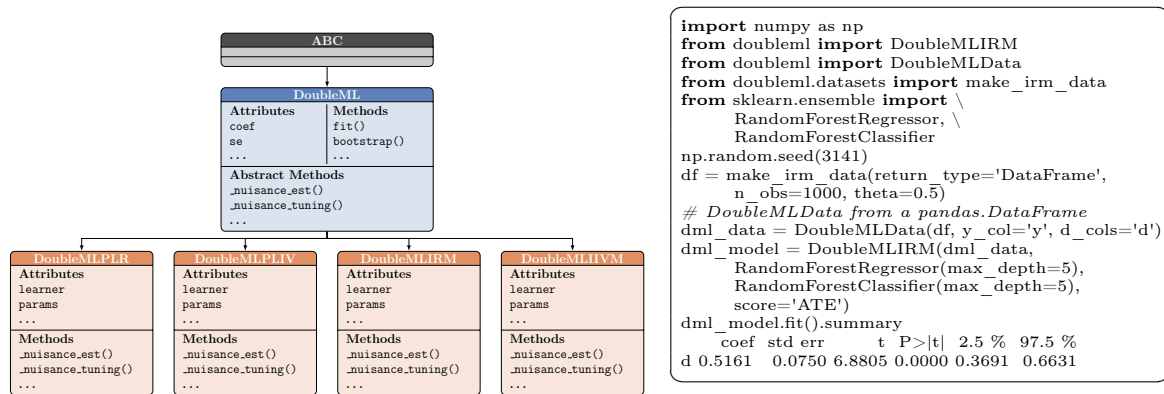 ABC
DoubleML
Attributes Methods
coef fit()
se bootstrap()
... ...
Abstract Methods
_nuisance_est()
_nuisance_tuning()
...
DoubleMLPLR
Attributes
learner
params
...
Methods
_nuisance_est()
_nuisance_tuning()
...
DoubleMLPLIV
Attributes
learner
params
...
Methods
_nuisance_est()
_nuisance_tuning()
...
DoubleMLIRM
Attributes
learner
params
...
Methods
_nuisance_est()
_nuisance_tuning()
...
DoubleMLIIVM
Attributes
learner
params
...
Methods
_nuisance_est()
_nuisance_tuning()
...
import numpy as np
from doubleml import DoubleMLIRM
from doubleml import DoubleMLData
from doubleml.datasets import make_irm_data
from sklearn.ensemble import \
RandomForestRegressor, \
RandomForestClassifier
np.random.seed(3141)
df = make_irm_data(return_type='DataFrame',
n_obs=1000, theta=0.5)
# DoubleMLData from a pandas.DataFrame
dml_data = DoubleMLData(df, y_col='y', d_cols='d')
dml_model = DoubleMLIRM(dml_data,
RandomForestRegressor(max_depth=5),
RandomForestClassifier(max_depth=5),
score='ATE')
dml_model.fit().summary
coef std err t P>|t| 2.5 % 97.5 %
d 0.5161 0.0750 6.8805 0.0000 0.3691 0.6631